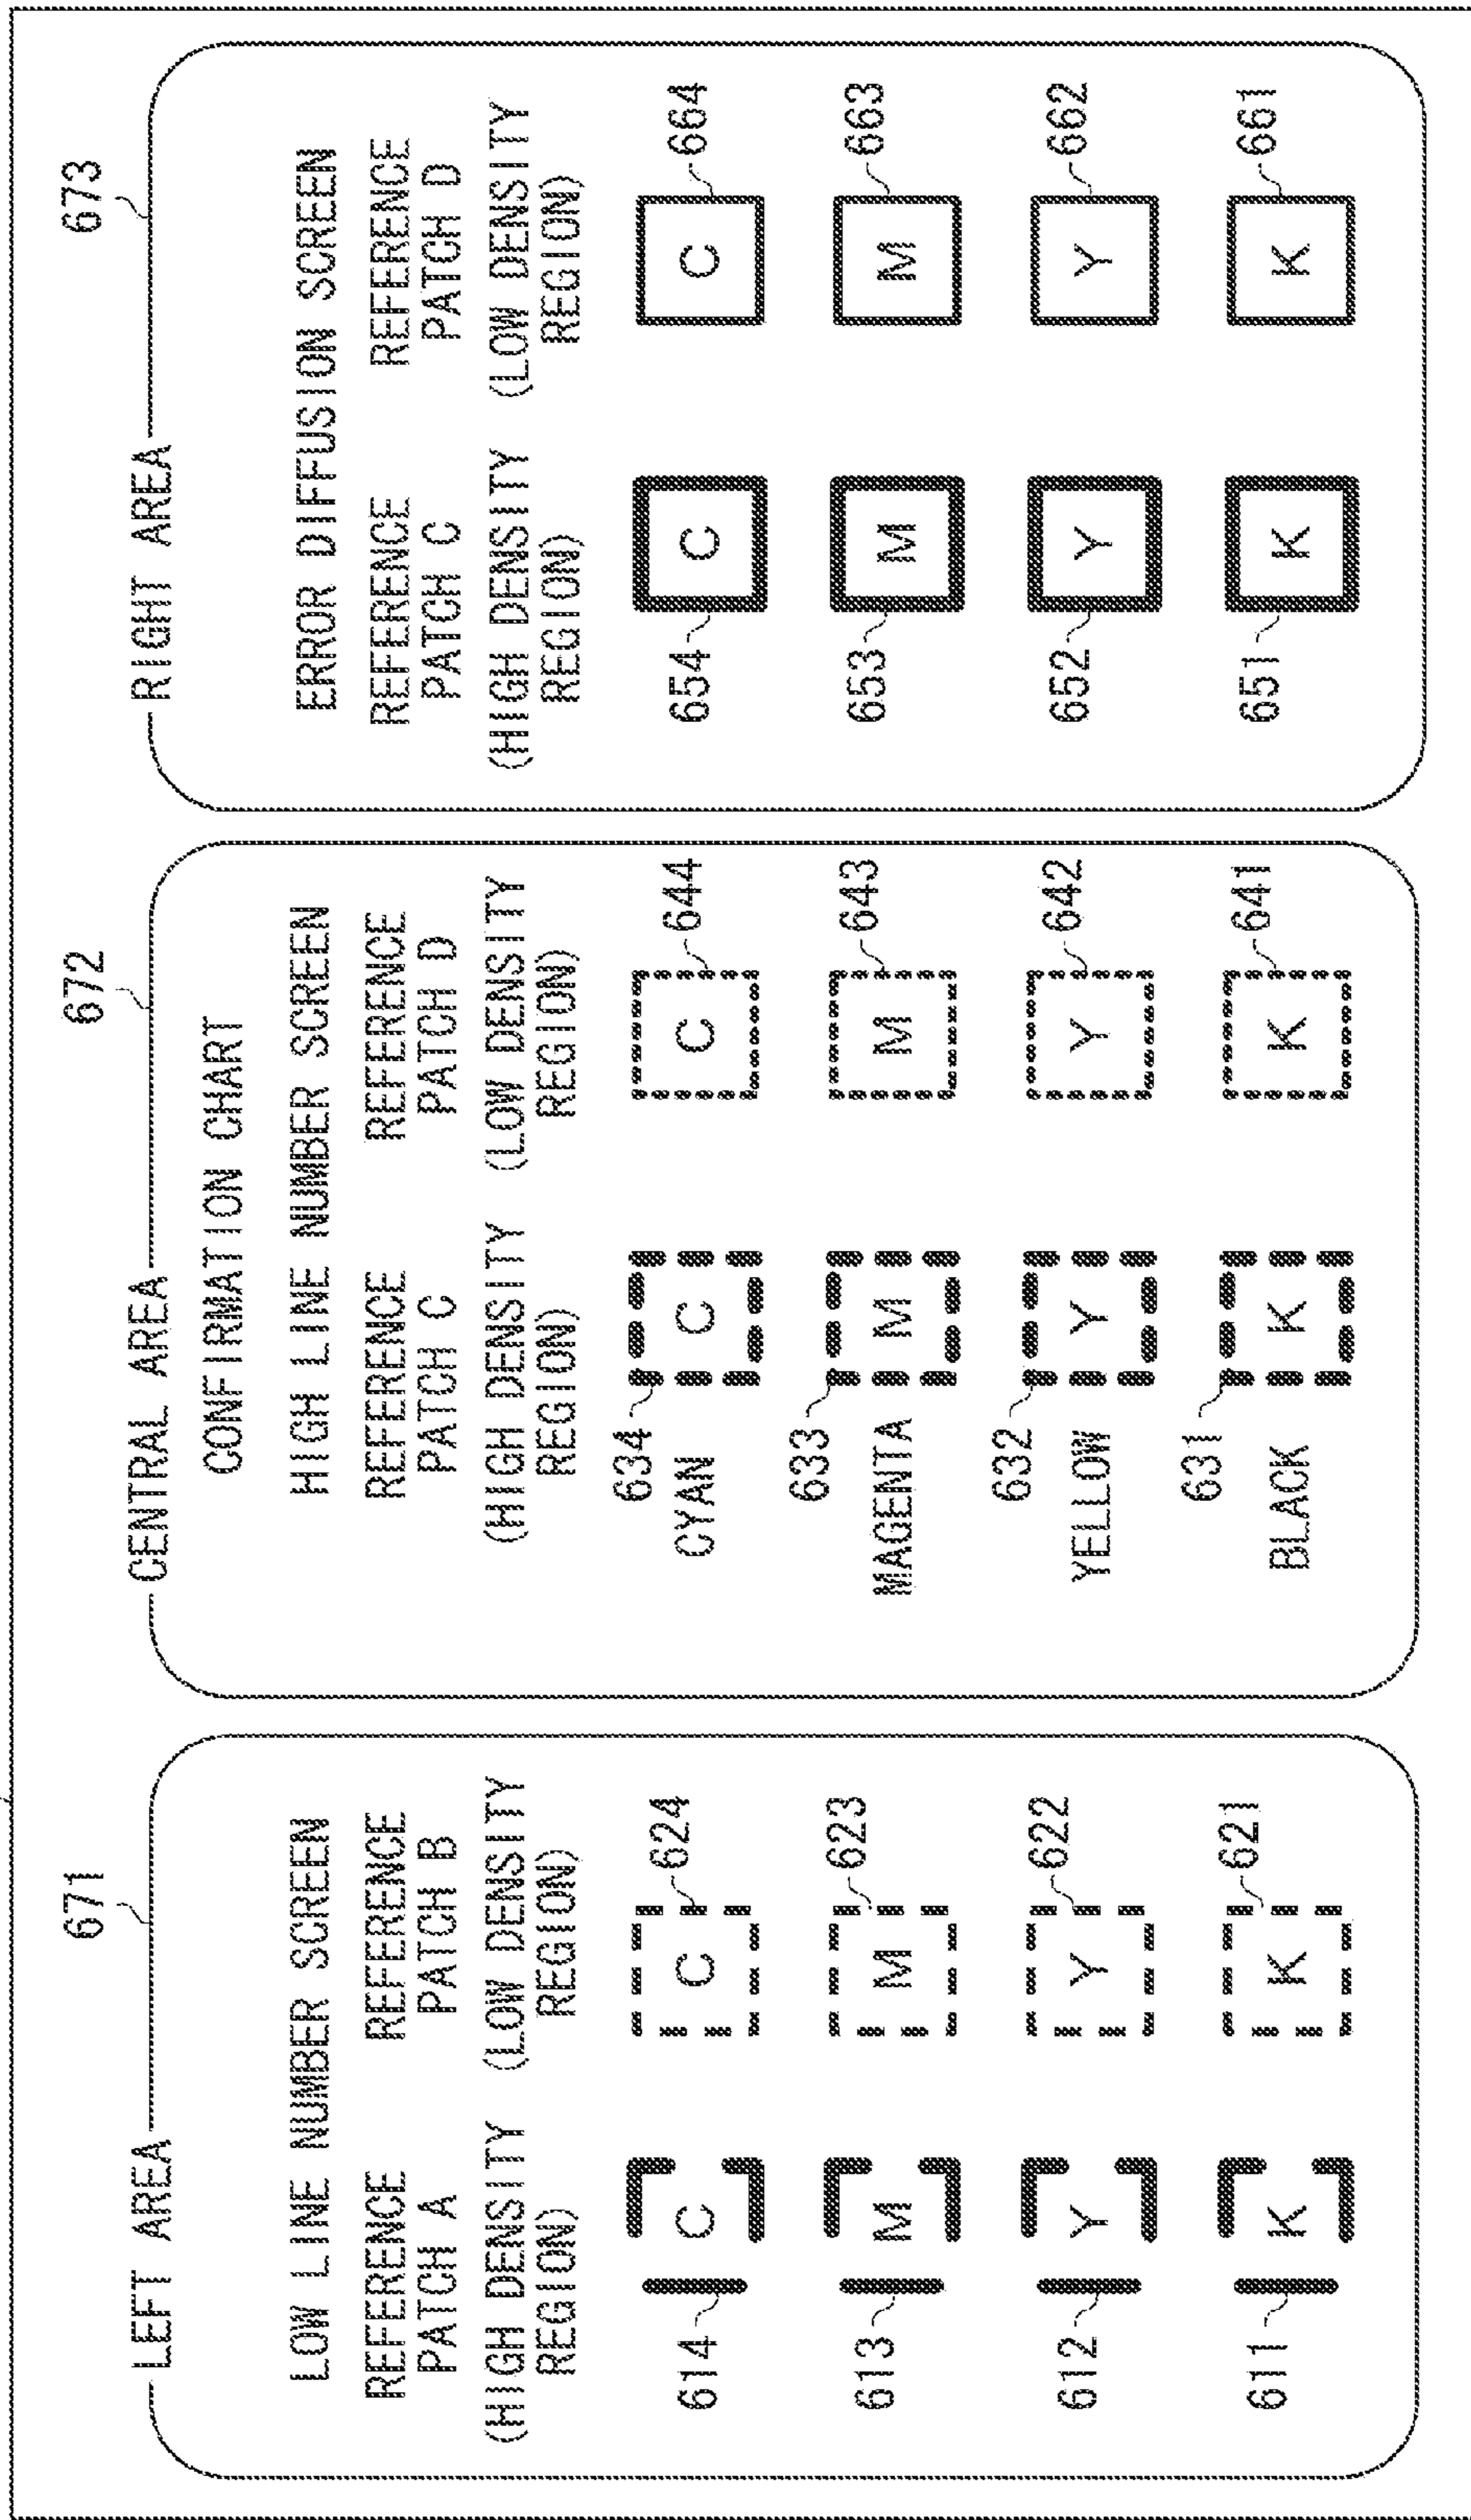 671
LEFT AREA
LOW LINE NUMBER SCREEN
REFERENCE REFERENCE
PATCH A PATCH B
(HIGH DENSITY (LOW DENSITY
REGION) REGION)
614 C C 624
613 M M 623
612 Y Y 622
611 K K 621
672
CENTRAL AREA
CONFIRMATION CHART
HIGH LINE NUMBER SCREEN
REFERENCE REFERENCE
PATCH C PATCH D
(HIGH DENSITY (LOW DENSITY
REGION) REGION)
634
CYAN C C 644
633
MAGENTA M M 643
632
YELLOW Y Y 642
631
BLACK K K 641
673
RIGHT AREA
ERROR DIFFUSION SCREEN
REFERENCE REFERENCE
PATCH C PATCH D
(HIGH DENSITY (LOW DENSITY
REGION) REGION)
654 C C 664
653 M M 663
652 Y Y 662
651 K K 661